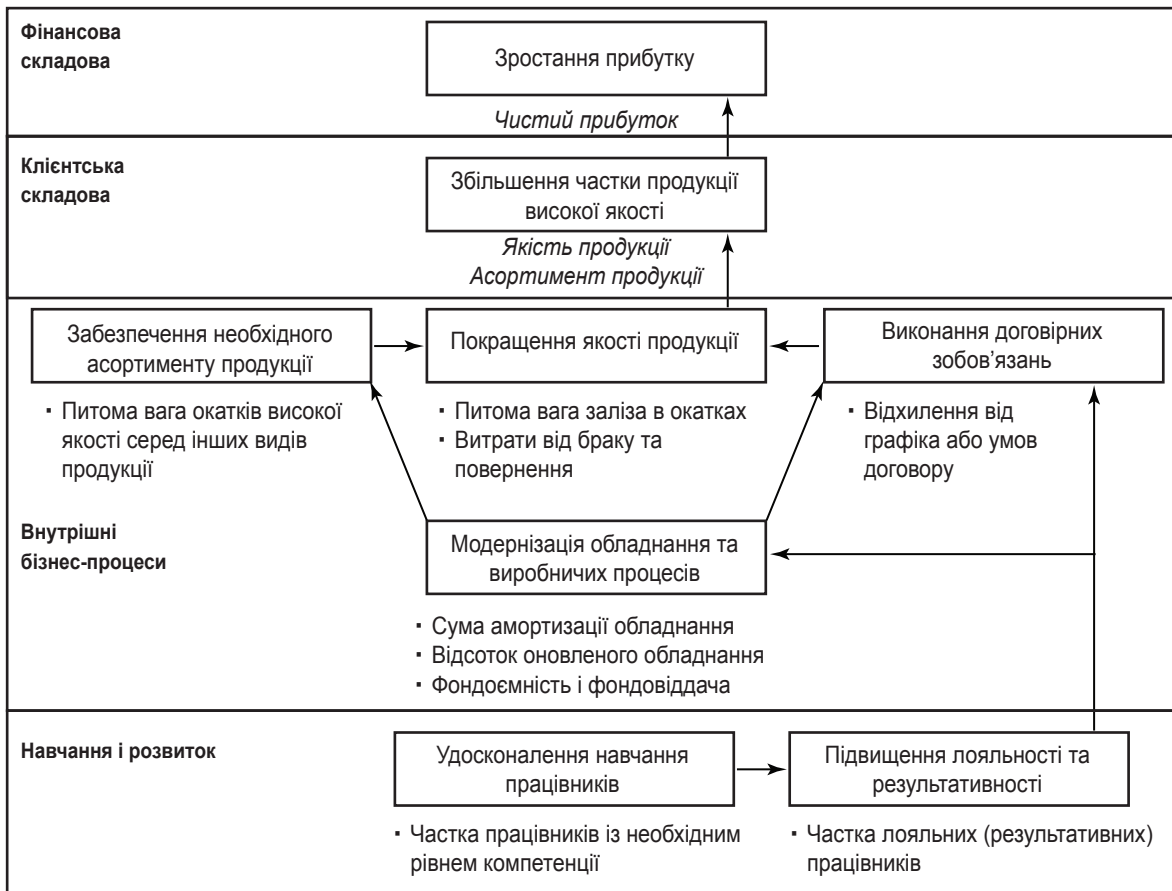 Фінансова
складова
Зростання прибутку
Чистий прибуток
Клієнтська
складова
Збільшення частки продукції
високої якості
Якість продукції
Асортимент продукції
Забезпечення необхідного
асортименту продукції
Покращення якості продукції
Виконання договірних
зобов’язань
▪ Питома вага окатків високої
якості серед інших видів
продукції
▪ Питома вага заліза в окатках
▪ Витрати від браку та
повернення
▪ Відхилення від
графіка або умов
договору
Внутрішні
бізнес-процеси
Модернізація обладнання та
виробничих процесів
▪ Сума амортизації обладнання
▪ Відсоток оновленого обладнання
▪ Фондоємність і фондовіддача
Навчання і розвиток
Удосконалення навчання
працівників
Підвищення лояльності та
результативності
▪ Частка працівників із необхідним
рівнем компетенції
▪ Частка лояльних (результативних)
працівників